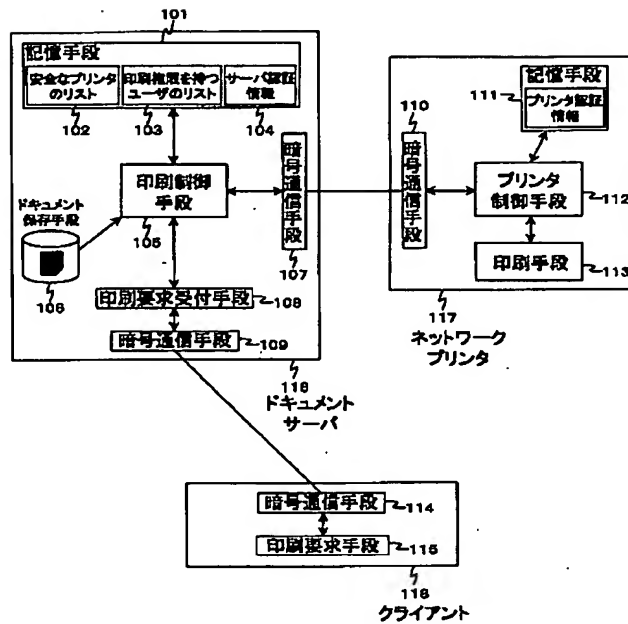 101
記憶手段
安全なプリンタ
のリスト
印刷権限を持つ
ユーザのリスト
サーバ認証
情報
102
103
104
印刷制御
手段
105
ドキュメント
保存手段
106
暗号通信手段
107
印刷要求受付手段
108
暗号通信手段
109
116
ドキュメント
サーバ
110
暗号通信手段
記憶手段
111
プリンタ認証
情報
プリンタ
制御手段
112
印刷手段
113
117
ネットワーク
プリンタ
暗号通信手段
114
印刷要求手段
115
118
クライアント